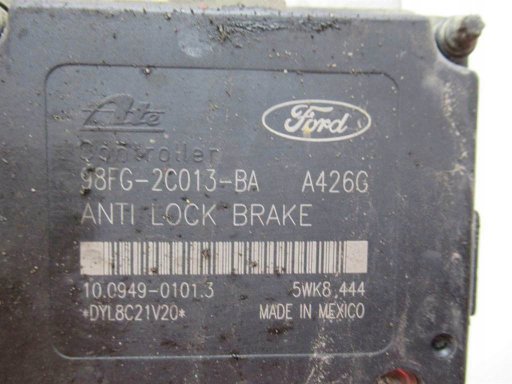 Ate
Ford
Controller
98FG-2C013-BA A426G
ANTI LOCK BRAKE
10.0949-0101.3 5WK8 444
*DYL8C21V20* MADE IN MEXICO